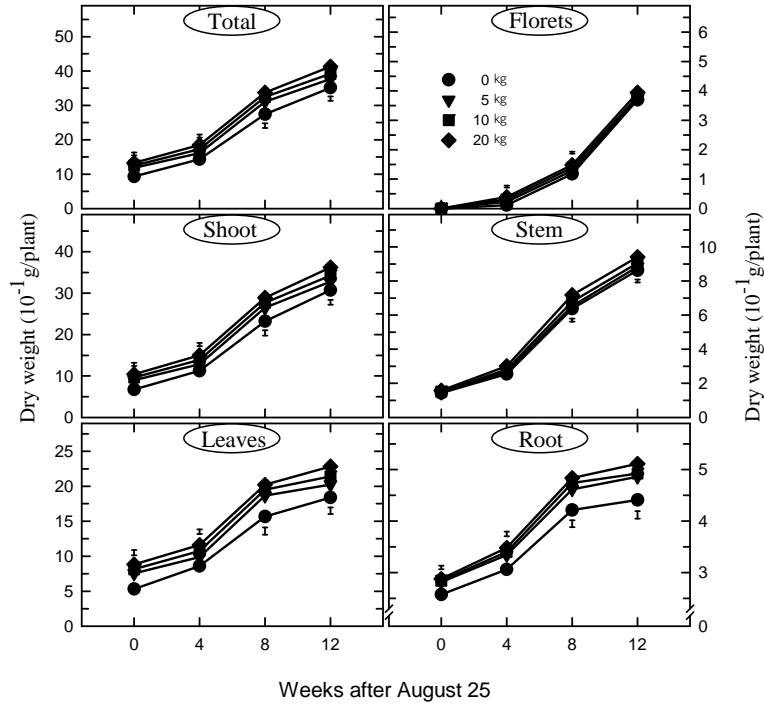 Total
Florets
50
40
30
20
10
0
6
5
4
3
2
1
0
0 kg
5 kg
10 kg
20 kg
Shoot
Stem
40
30
20
10
0
10
8
6
4
2
0
Leaves
Root
25
20
15
10
5
0
5
4
3
0
Dry weight (10⁻¹g/plant)
Dry weight (10⁻¹g/plant)
0 4 8 12
0 4 8 12
Weeks after August 25